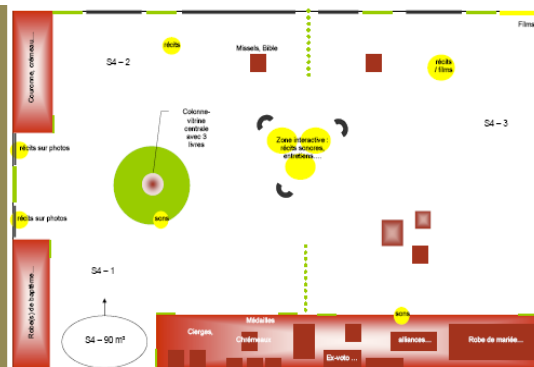 Films
récits
Missels, Bible
S4 – 2
récits
/ films
Couronne, crémeau…
Colonne-
vitrine
centrale
avec 3
livres
S4 – 3
Zone interactive :
récits sonores,
entretiens….
récits sur photos
récits sur photos
sons
S4 – 1
Robe(s) de baptême…
sons
Médailles
Cierges,
Chrémeaux
alliances…
Robe de mariée…
S4 – 90 m²
Ex-voto …